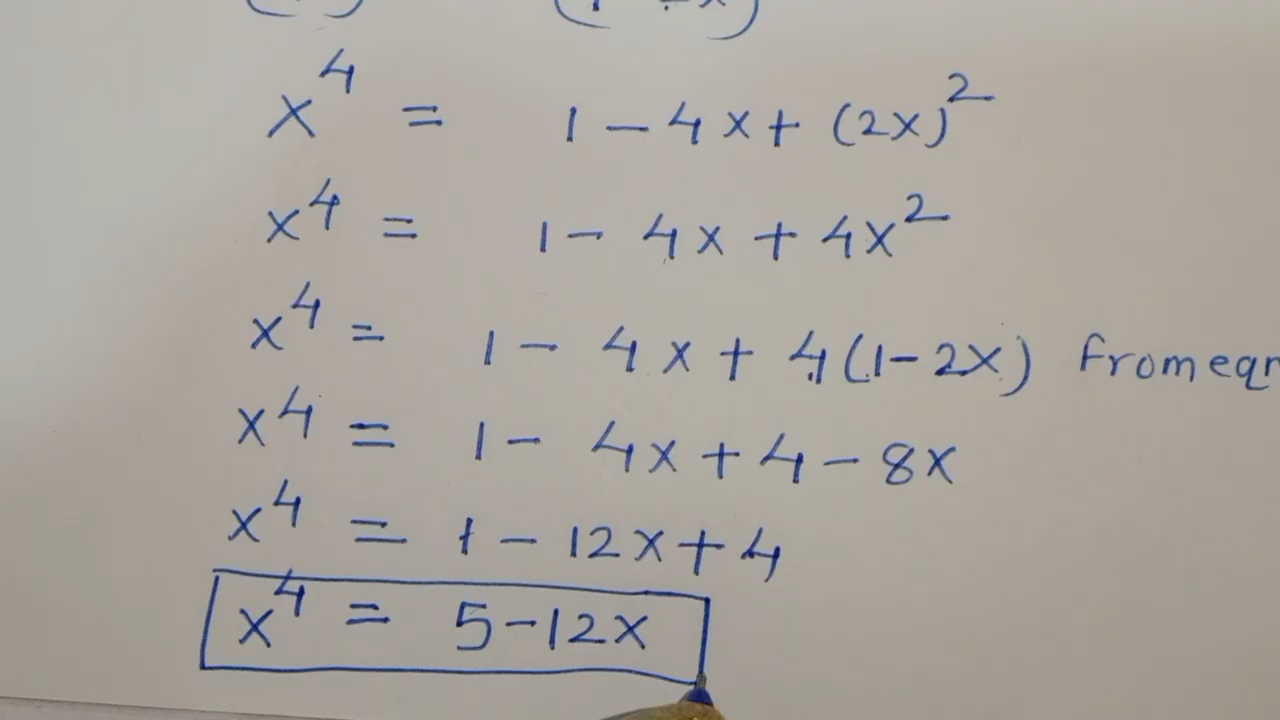 x⁴ = 1 - 4x + (2x)²
x⁴ = 1 - 4x + 4x²
x⁴ = 1 - 4x + 4(1 - 2x) From eqn
x⁴ = 1 - 4x + 4 - 8x
x⁴ = 1 - 12x + 4
x⁴ = 5 - 12x